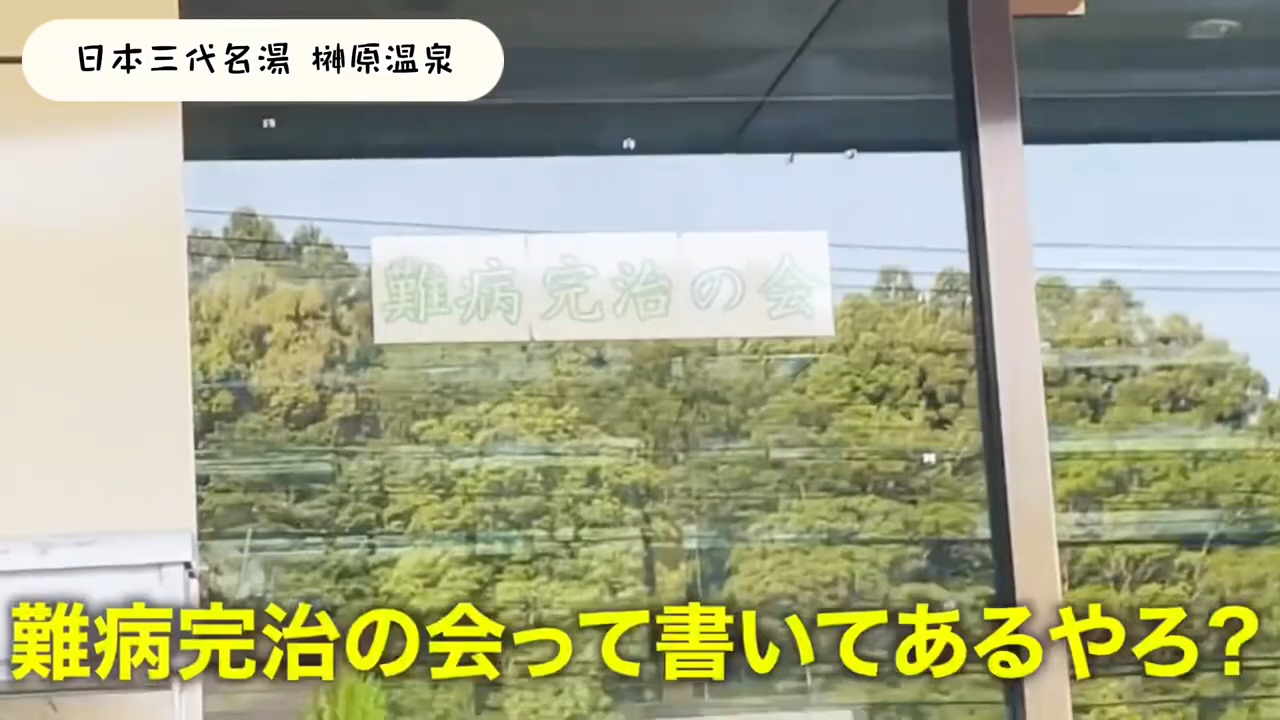 日本三代名湯 榊原温泉
難病完治の会
難病完治の会って書いてあるやろ？